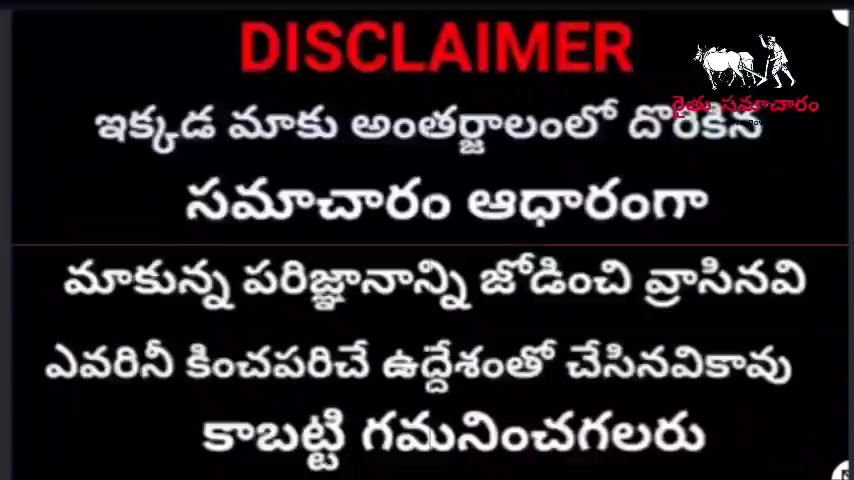 DISCLAIMER
రైతు సమాచారం
ఇక్కడ మాకు అంతర్జాలంలో దొరికిన
సమాచారం ఆధారంగా
మాకున్న పరిజ్ఞానాన్ని జోడించి వ్రాసినవి
ఎవరినీ కించపరిచే ఉద్దేశంతో చేసినవికావు
కాబట్టి గమనించగలరు